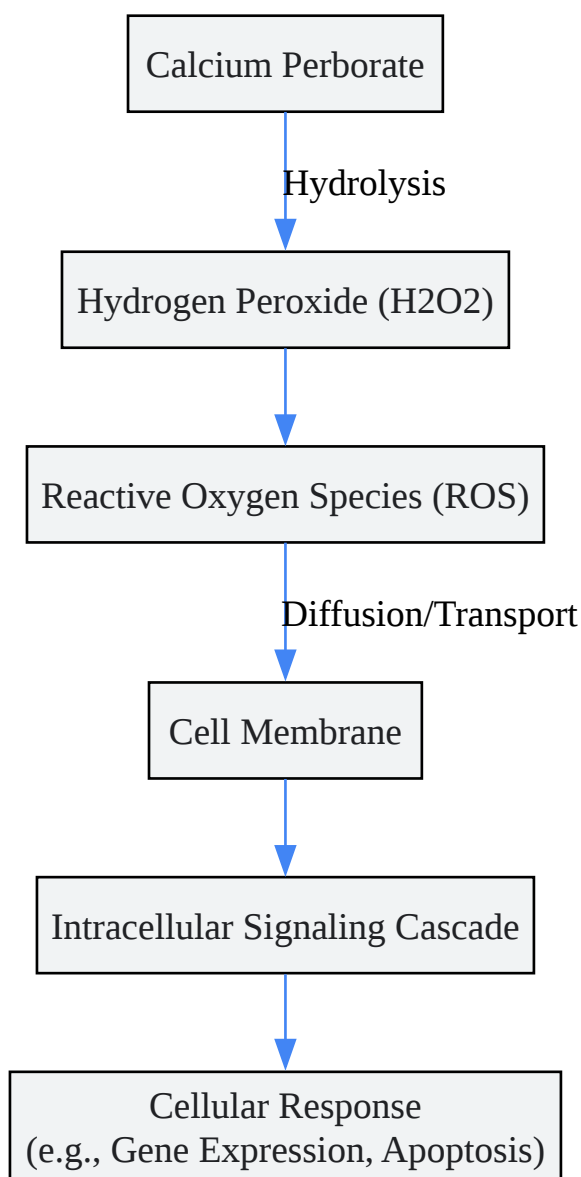 Calcium Perborate
Hydrolysis
Hydrogen Peroxide (H2O2)
Reactive Oxygen Species (ROS)
Diffusion/Transport
Cell Membrane
Intracellular Signaling Cascade
Cellular Response
(e.g., Gene Expression, Apoptosis)